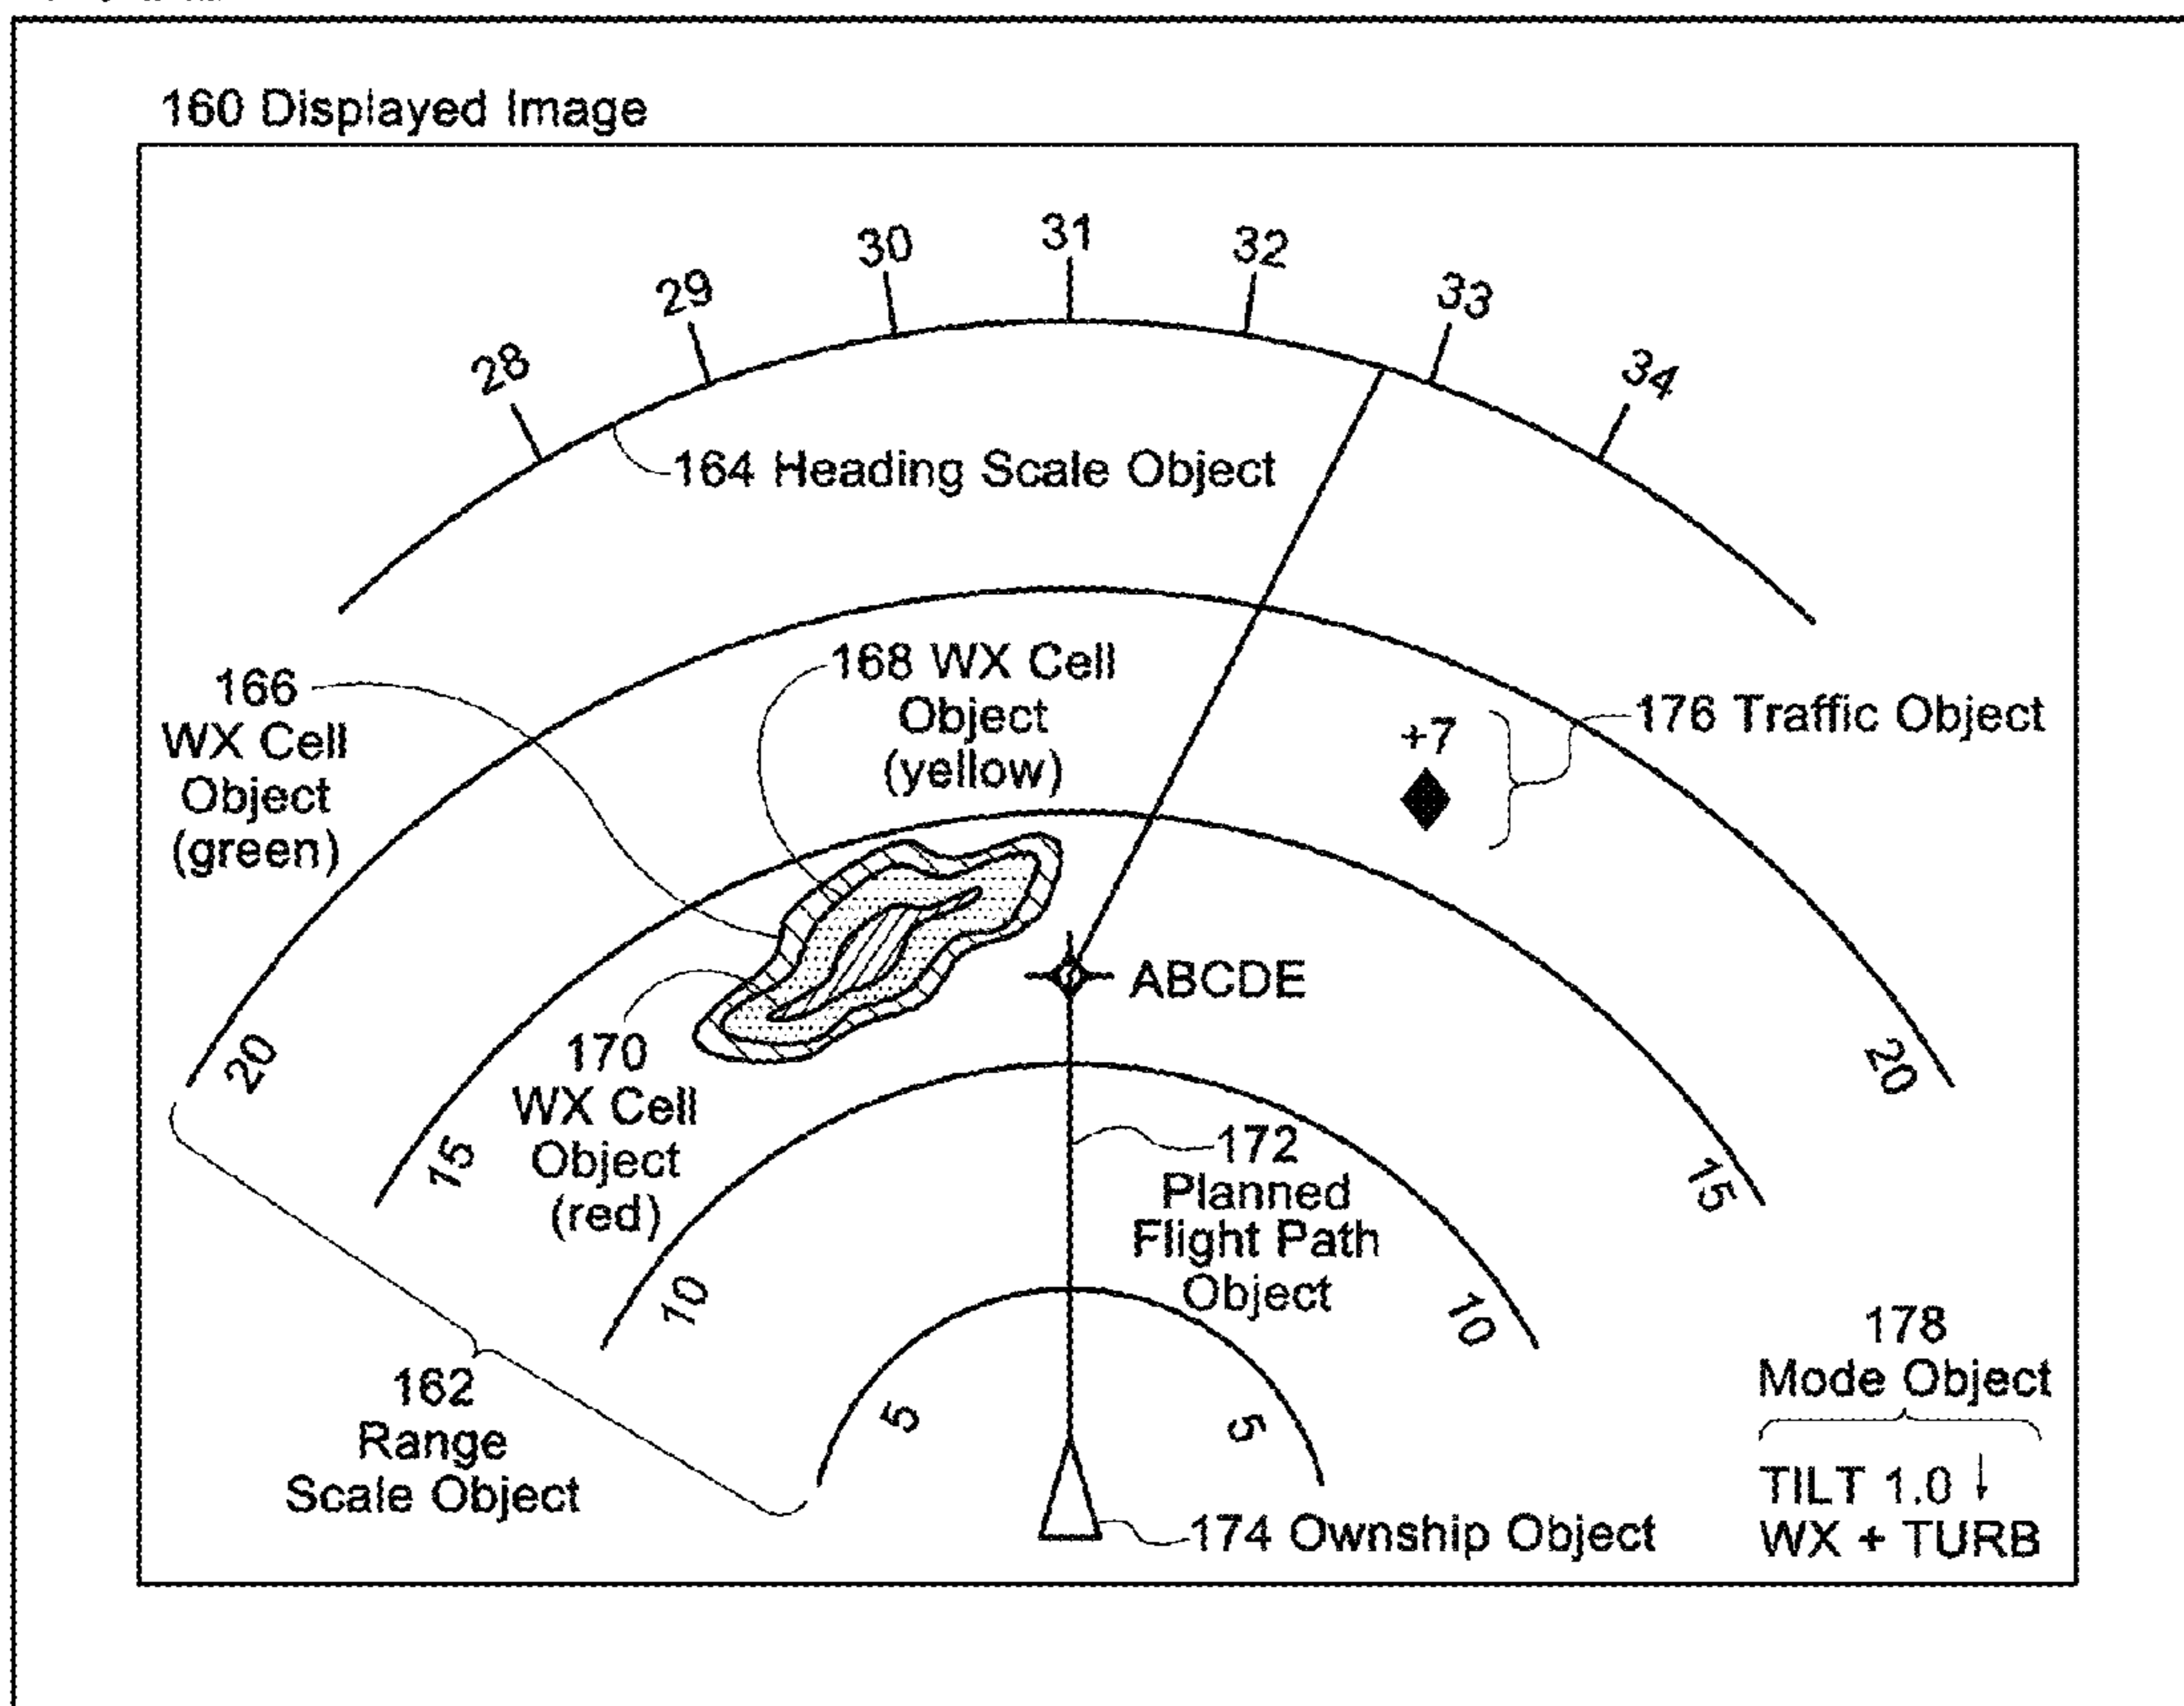 160 Displayed Image
28
29
30
31
32
33
34
164 Heading Scale Object
166
WX Cell
Object
(green)
168 WX Cell
Object
(yellow)
+7
176 Traffic Object
ABCDE
170
WX Cell
Object
(red)
172
Planned
Flight Path
Object
20
20
15
15
10
10
5
5
162
Range
Scale Object
174 Ownship Object
178
Mode Object
TILT 1.0 ↓
WX + TURB